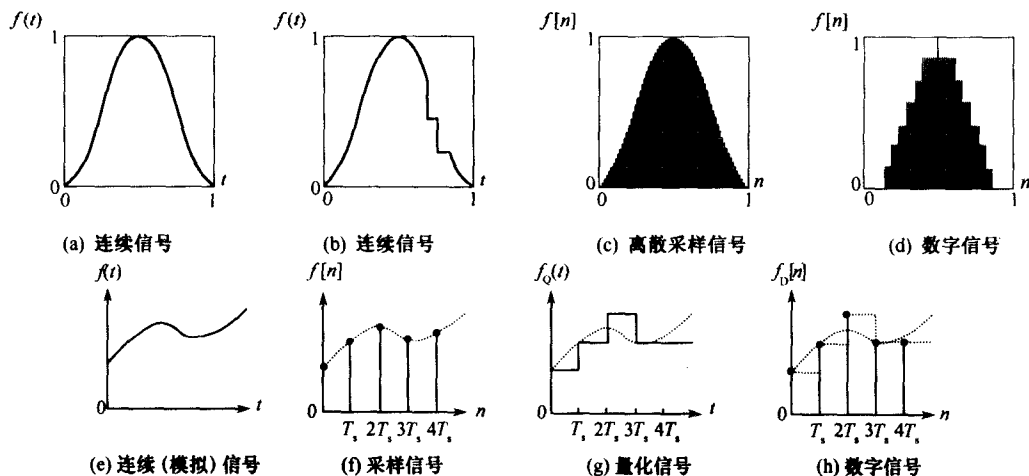 f(t)
f(t)
f[n]
f[n]
1
1
1
1
0
0
0
0
t
t
n
n
0
1
0
1
0
1
0
1
(a) 连续信号
(b) 连续信号
(c) 离散采样信号
(d) 数字信号
f(t)
f[n]
f_Q(t)
f_D[n]
0
0
0
0
t
n
t
n
T_s 2T_s 3T_s 4T_s
T_s 2T_s 3T_s 4T_s
T_s 2T_s 3T_s 4T_s
(e) 连续 (模拟) 信号
(f) 采样信号
(g) 量化信号
(h) 数字信号